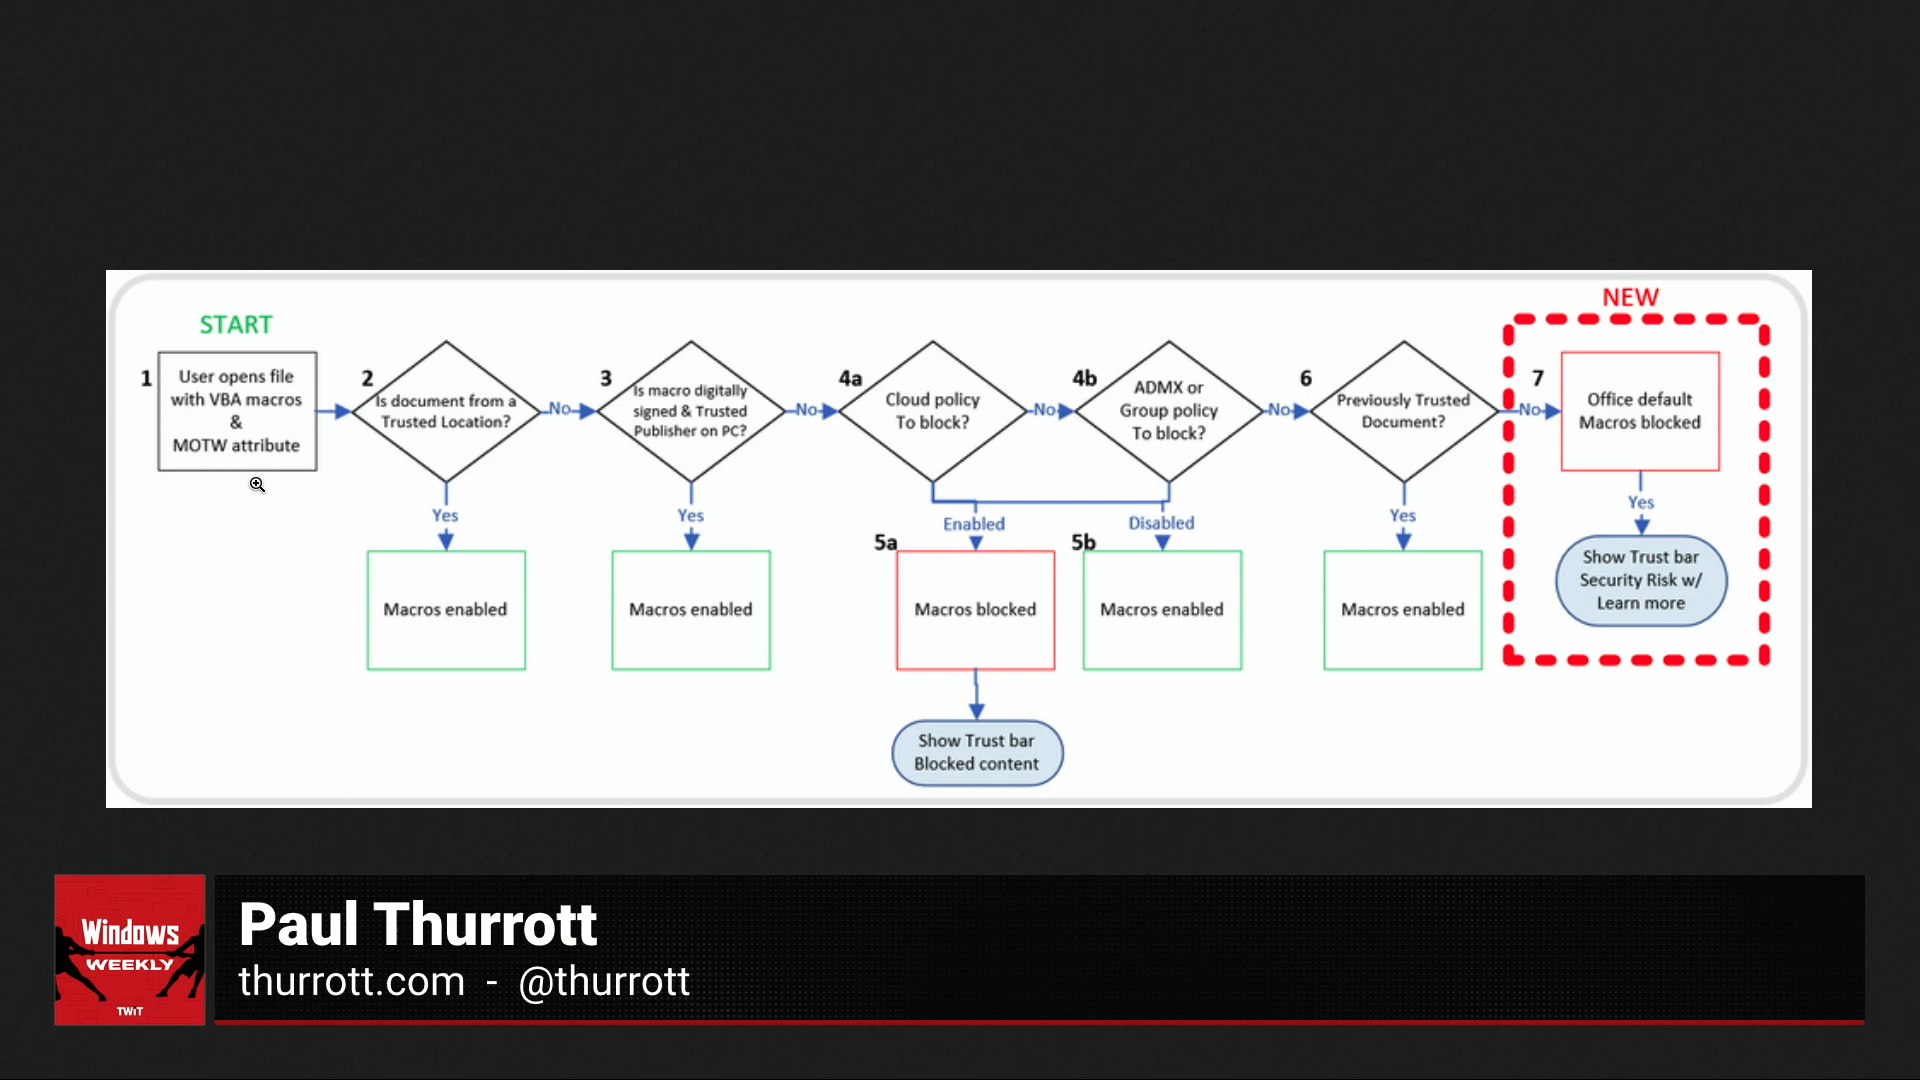 NEW
START
1
User opens file
with VBA macros
&
MOTW attribute
2
Is document from a
Trusted Location?
No
3
Is macro digitally
signed & Trusted
Publisher on PC?
No
4a
Cloud policy
To block?
No
4b
ADMX or
Group policy
To block?
No
6
Previously Trusted
Document?
No
7
Office default
Macros blocked
Yes
Yes
Enabled
Disabled
Yes
Yes
Macros enabled
Macros enabled
5a
Macros blocked
5b
Macros enabled
Macros enabled
Show Trust bar
Security Risk w/
Learn more
Show Trust bar
Blocked content
Windows
WEEKLY
TWiT
Paul Thurrott
thurrott.com - @thurrott